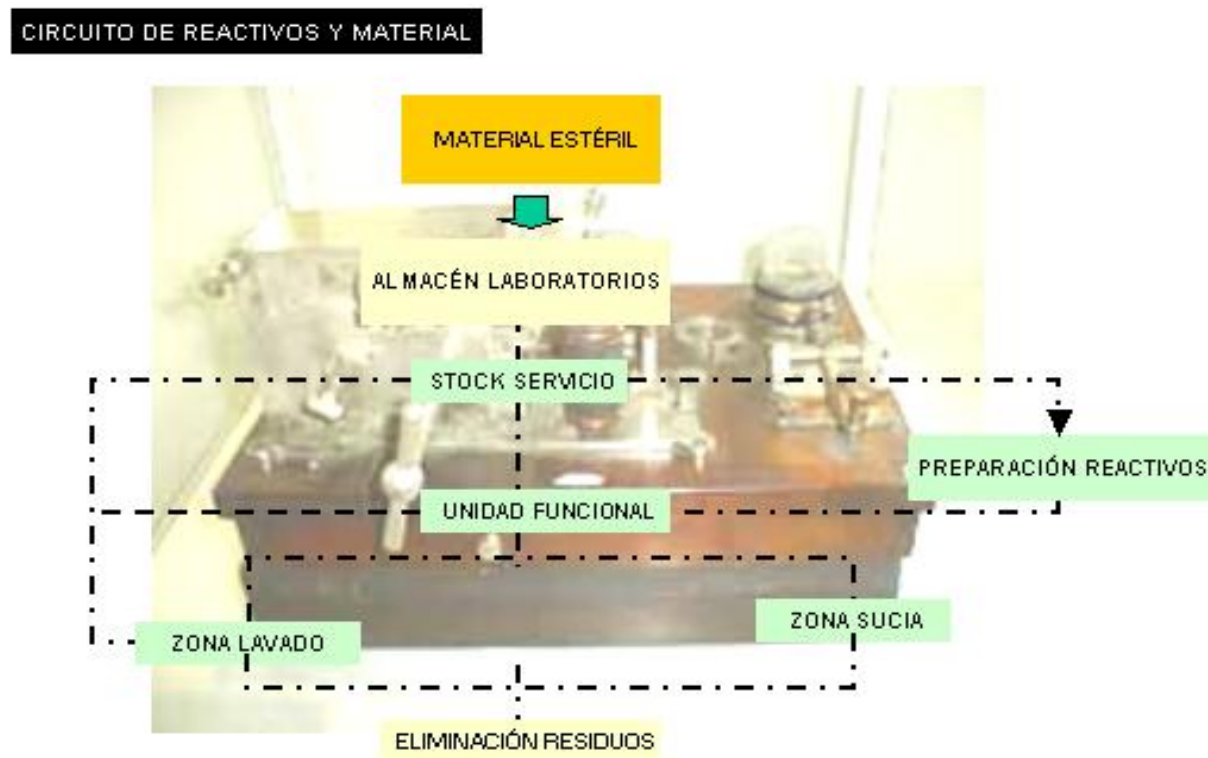 CIRCUITO DE REACTIVOS Y MATERIAL
MATERIAL ESTÉRIL
ALMACÉN LABORATORIOS
STOCK SERVICIO
PREPARACIÓN REACTIVOS
UNIDAD FUNCIONAL
ZONA SUCIA
ZONA LAVADO
ELIMINACIÓN RESIDUOS